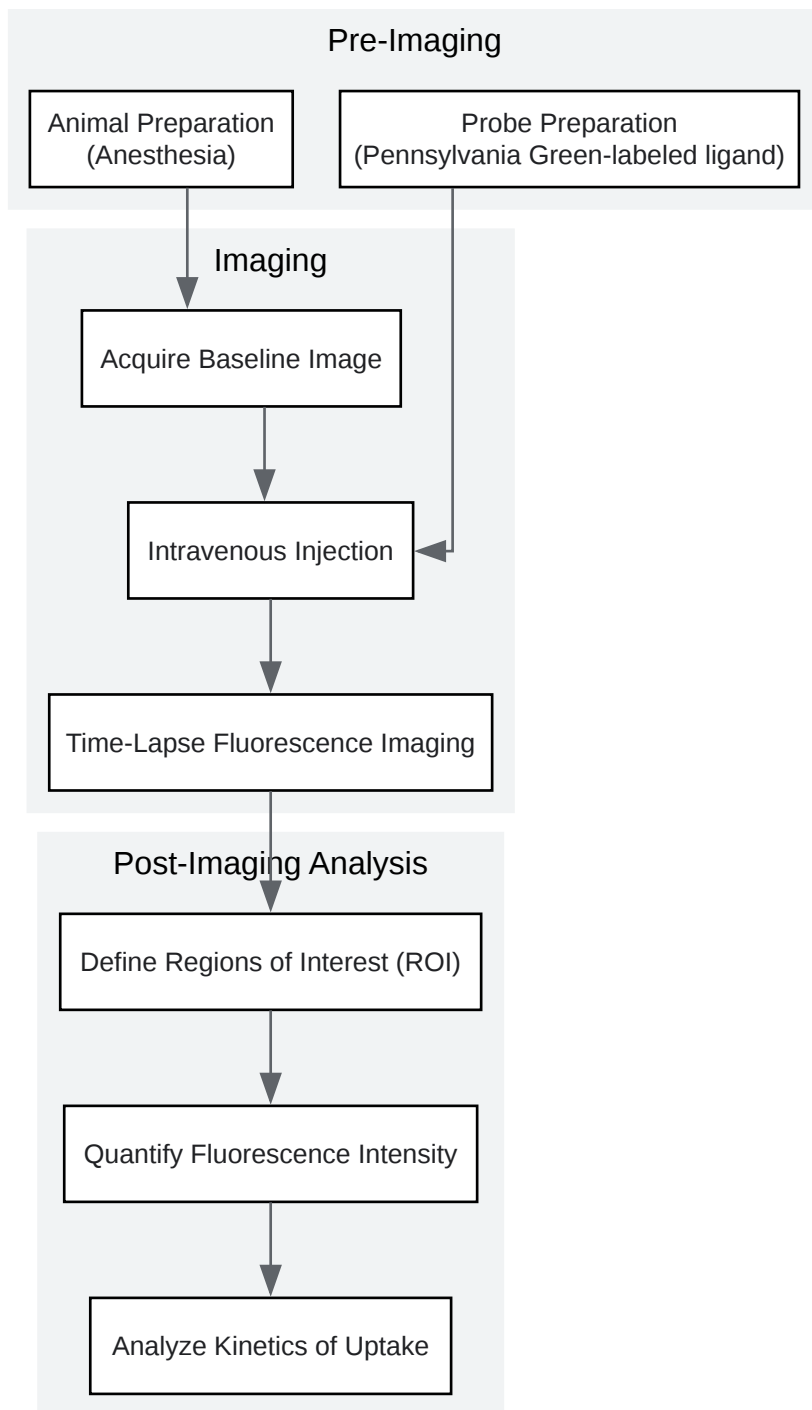 Pre-Imaging
Animal Preparation
(Anesthesia)
Probe Preparation
(Pennsylvania Green-labeled ligand)
Imaging
Acquire Baseline Image
Intravenous Injection
Time-Lapse Fluorescence Imaging
Post-Imaging Analysis
Define Regions of Interest (ROI)
Quantify Fluorescence Intensity
Analyze Kinetics of Uptake